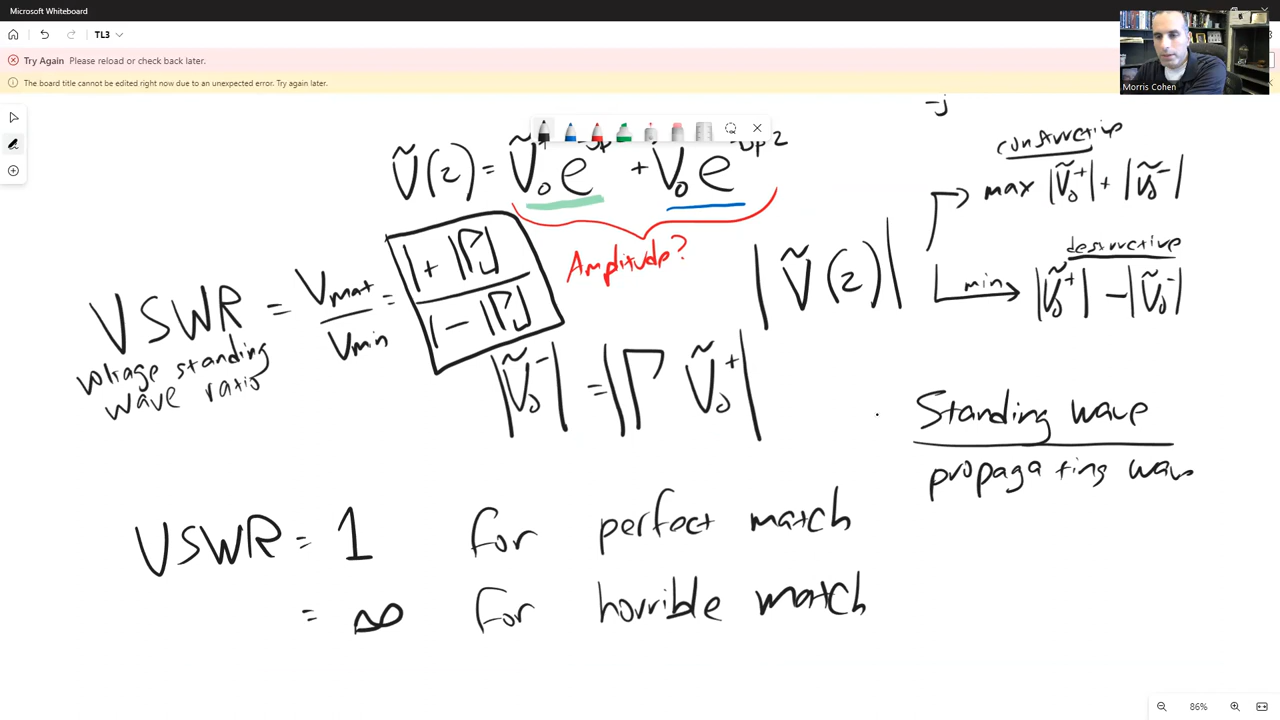 Microsoft Whiteboard
TL3
Try Again Please reload or check back later.
The board title cannot be edited right now due to an unexpected error. Try again later.
Morris Cohen
-j
Ṽ(z) = Ṽ₀⁺e + Ṽ₀e
Amplitude?
constructive
max |Ṽ₀⁺| + |Ṽ₀⁻|
|Ṽ(z)|
destructive
min |Ṽ₀⁺| - |Ṽ₀⁻|
VSWR = Vmax/Vmin = 1 + |Γ| / 1 - |Γ|
voltage standing
wave ratio
|Ṽ₀⁻| = |Γ Ṽ₀⁺|
Standing wave
propagating wave
VSWR = 1 for perfect match
= ∞ for horrible match
86%